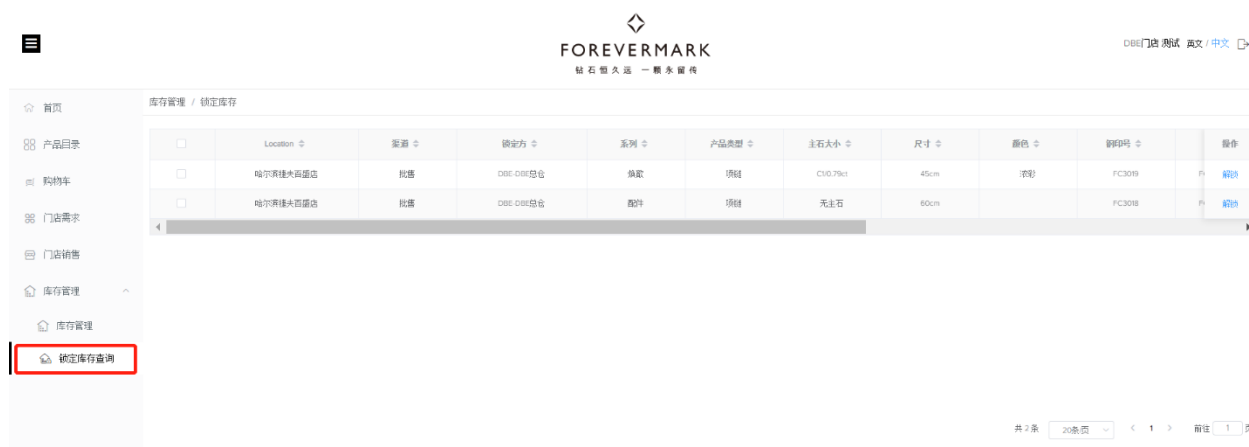 FOREVERMARK
钻石恒久远 一颗永留传
DBE门店 测试 英文 / 中文
首页
产品目录
购物车
门店需求
门店销售
库存管理
库存管理
锁定库存查询
库存管理 / 锁定库存
Location 渠道 锁定方 系列 产品类型 主石大小 尺寸 颜色 钢印号 操作
哈尔滨捷夫百盛店 批售 DBE-DBE总仓 项链 C1/0.79ct 45cm 浓彩 FC3019 解锁
哈尔滨捷夫百盛店 批售 DBE-DBE总仓 配件 项链 无主石 60cm FC3018 解锁
共 2 条 20条/页 1 前往 1